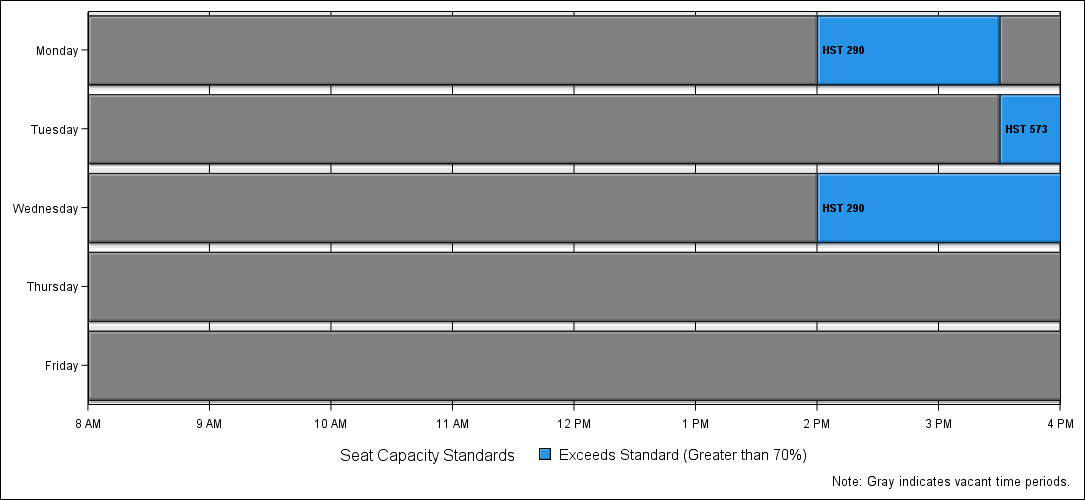 Monday
HST 290
Tuesday
HST 573
Wednesday
HST 290
Thursday
Friday
8 AM 9 AM 10 AM 11 AM 12 PM 1 PM 2 PM 3 PM 4 PM
Seat Capacity Standards Exceeds Standard (Greater than 70%)
Note: Gray indicates vacant time periods.